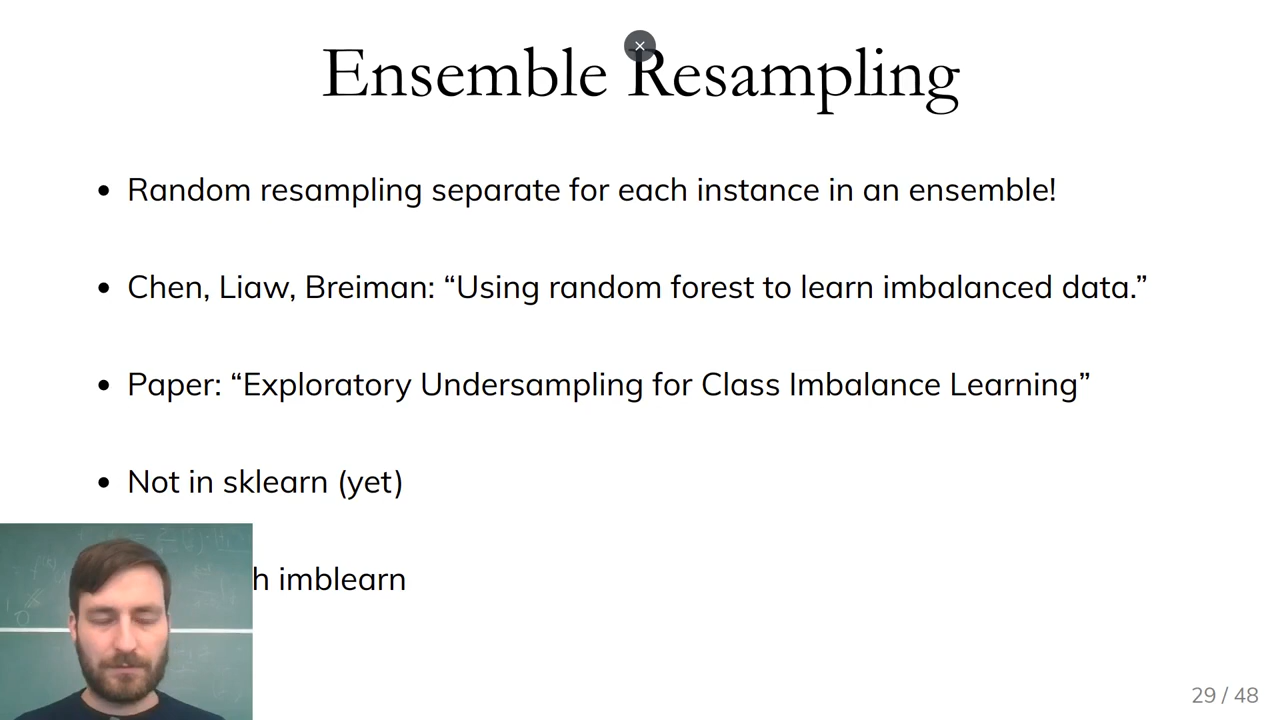 Ensemble Resampling
Random resampling separate for each instance in an ensemble!
Chen, Liaw, Breiman: “Using random forest to learn imbalanced data.”
Paper: “Exploratory Undersampling for Class Imbalance Learning”
Not in sklearn (yet)
imblearn
29 / 48